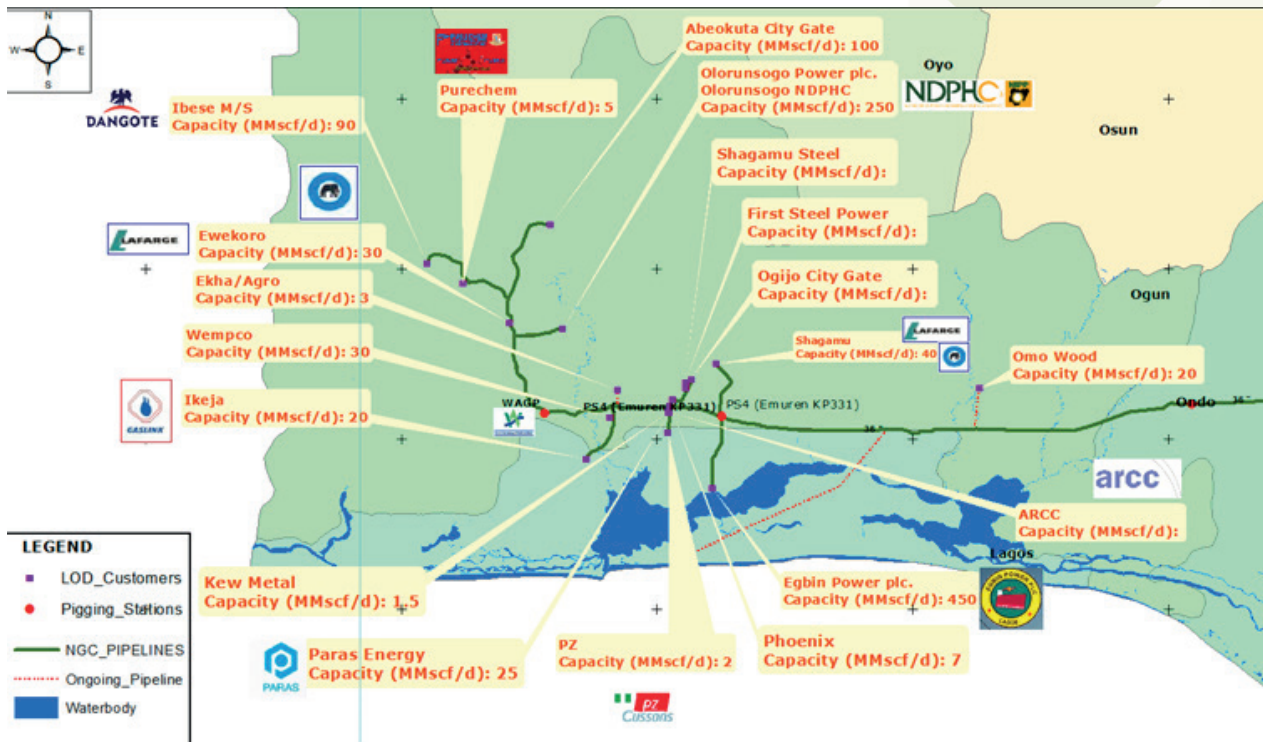 N
W
E
S
DANGOTE
Ibese M/S
Capacity (MMscf/d): 90
Purechem
Capacity (MMscf/d): 5
Abeokuta City Gate
Capacity (MMscf/d): 100
Olorunsogo Power plc.
Olorunsogo NDPHC
Capacity (MMscf/d): 250
Oyo
NDPHC
Osun
Shagamu Steel
Capacity (MMscf/d):
First Steel Power
Capacity (MMscf/d):
LAFARGE
Ewekoro
Capacity (MMscf/d): 30
Ekha/Agro
Capacity (MMscf/d): 3
Ogijo City Gate
Capacity (MMscf/d):
Ogun
Wempco
Capacity (MMscf/d): 30
Shagamu
Capacity (MMscf/d): 40
LAFARGE
Omo Wood
Capacity (MMscf/d): 20
GASLINK
Ikeja
Capacity (MMscf/d): 20
WAGP
PS4 (Emuren KP331)
PS4 (Emuren KP331)
36"
Ondo
36"
arcc
ARCC
Capacity (MMscf/d):
Lagos
LEGEND
LOD_Customers
Pigging_Stations
NGC_PIPELINES
Ongoing_Pipeline
Waterbody
Kew Metal
Capacity (MMscf/d): 1.5
Egbin Power plc.
Capacity (MMscf/d): 450
EGBIN POWER PLC
LAGOS
PARAS
Paras Energy
Capacity (MMscf/d): 25
PZ
Capacity (MMscf/d): 2
Phoenix
Capacity (MMscf/d): 7
PZ
Cussons